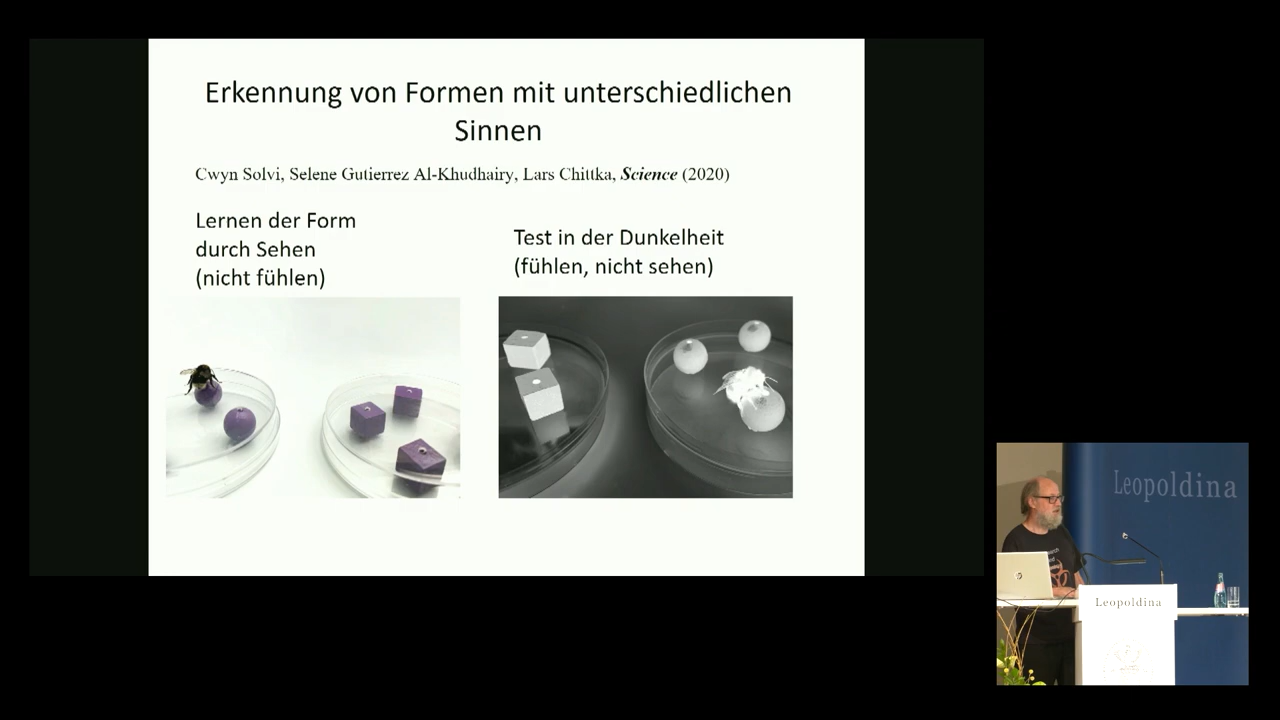 Erkennung von Formen mit unterschiedlichen
Sinnen
Cwyn Solvi, Selene Gutierrez Al-Khudhairy, Lars Chittka, Science (2020)
Lernen der Form
durch Sehen
(nicht fühlen)
Test in der Dunkelheit
(fühlen, nicht sehen)
Leopoldina
Leopoldina